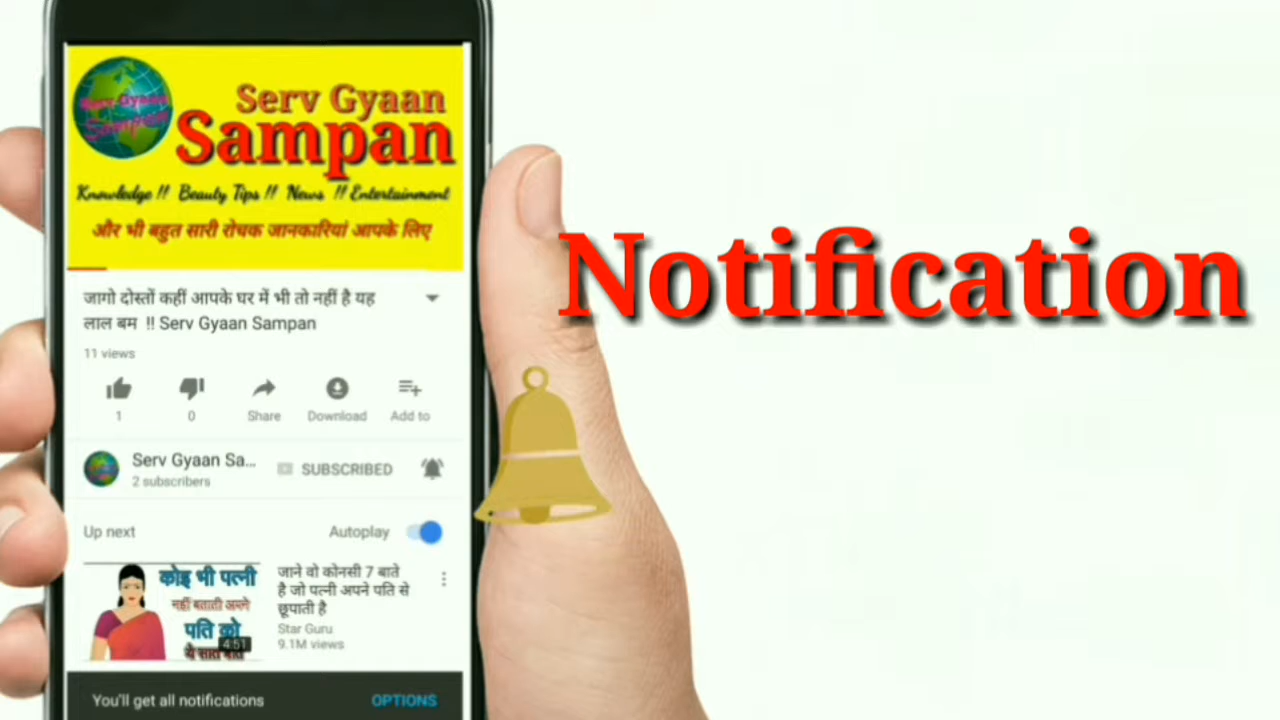 Serv Gyaan
Sampan
Serv Gyaan
Sampan
Knowledge !! Beauty Tips !! News !! Entertainment
और भी बहुत सारी रोचक जानकारियां आपके लिए
Notification
जागो दोस्तों कहीं आपके घर में भी तो नहीं है यह
लाल बम !! Serv Gyaan Sampan
11 views
1 0 Share Download Add to
Serv Gyaan Sa... SUBSCRIBED
2 subscribers
Up next Autoplay
कोइ भी पत्नी
नहीं बताती अपने
पति को
ये सात बातें
4:51
जाने वो कोनसी 7 बाते
है जो पत्नी अपने पति से
छूपाती है
Star Guru
9.1M views
You'll get all notifications OPTIONS